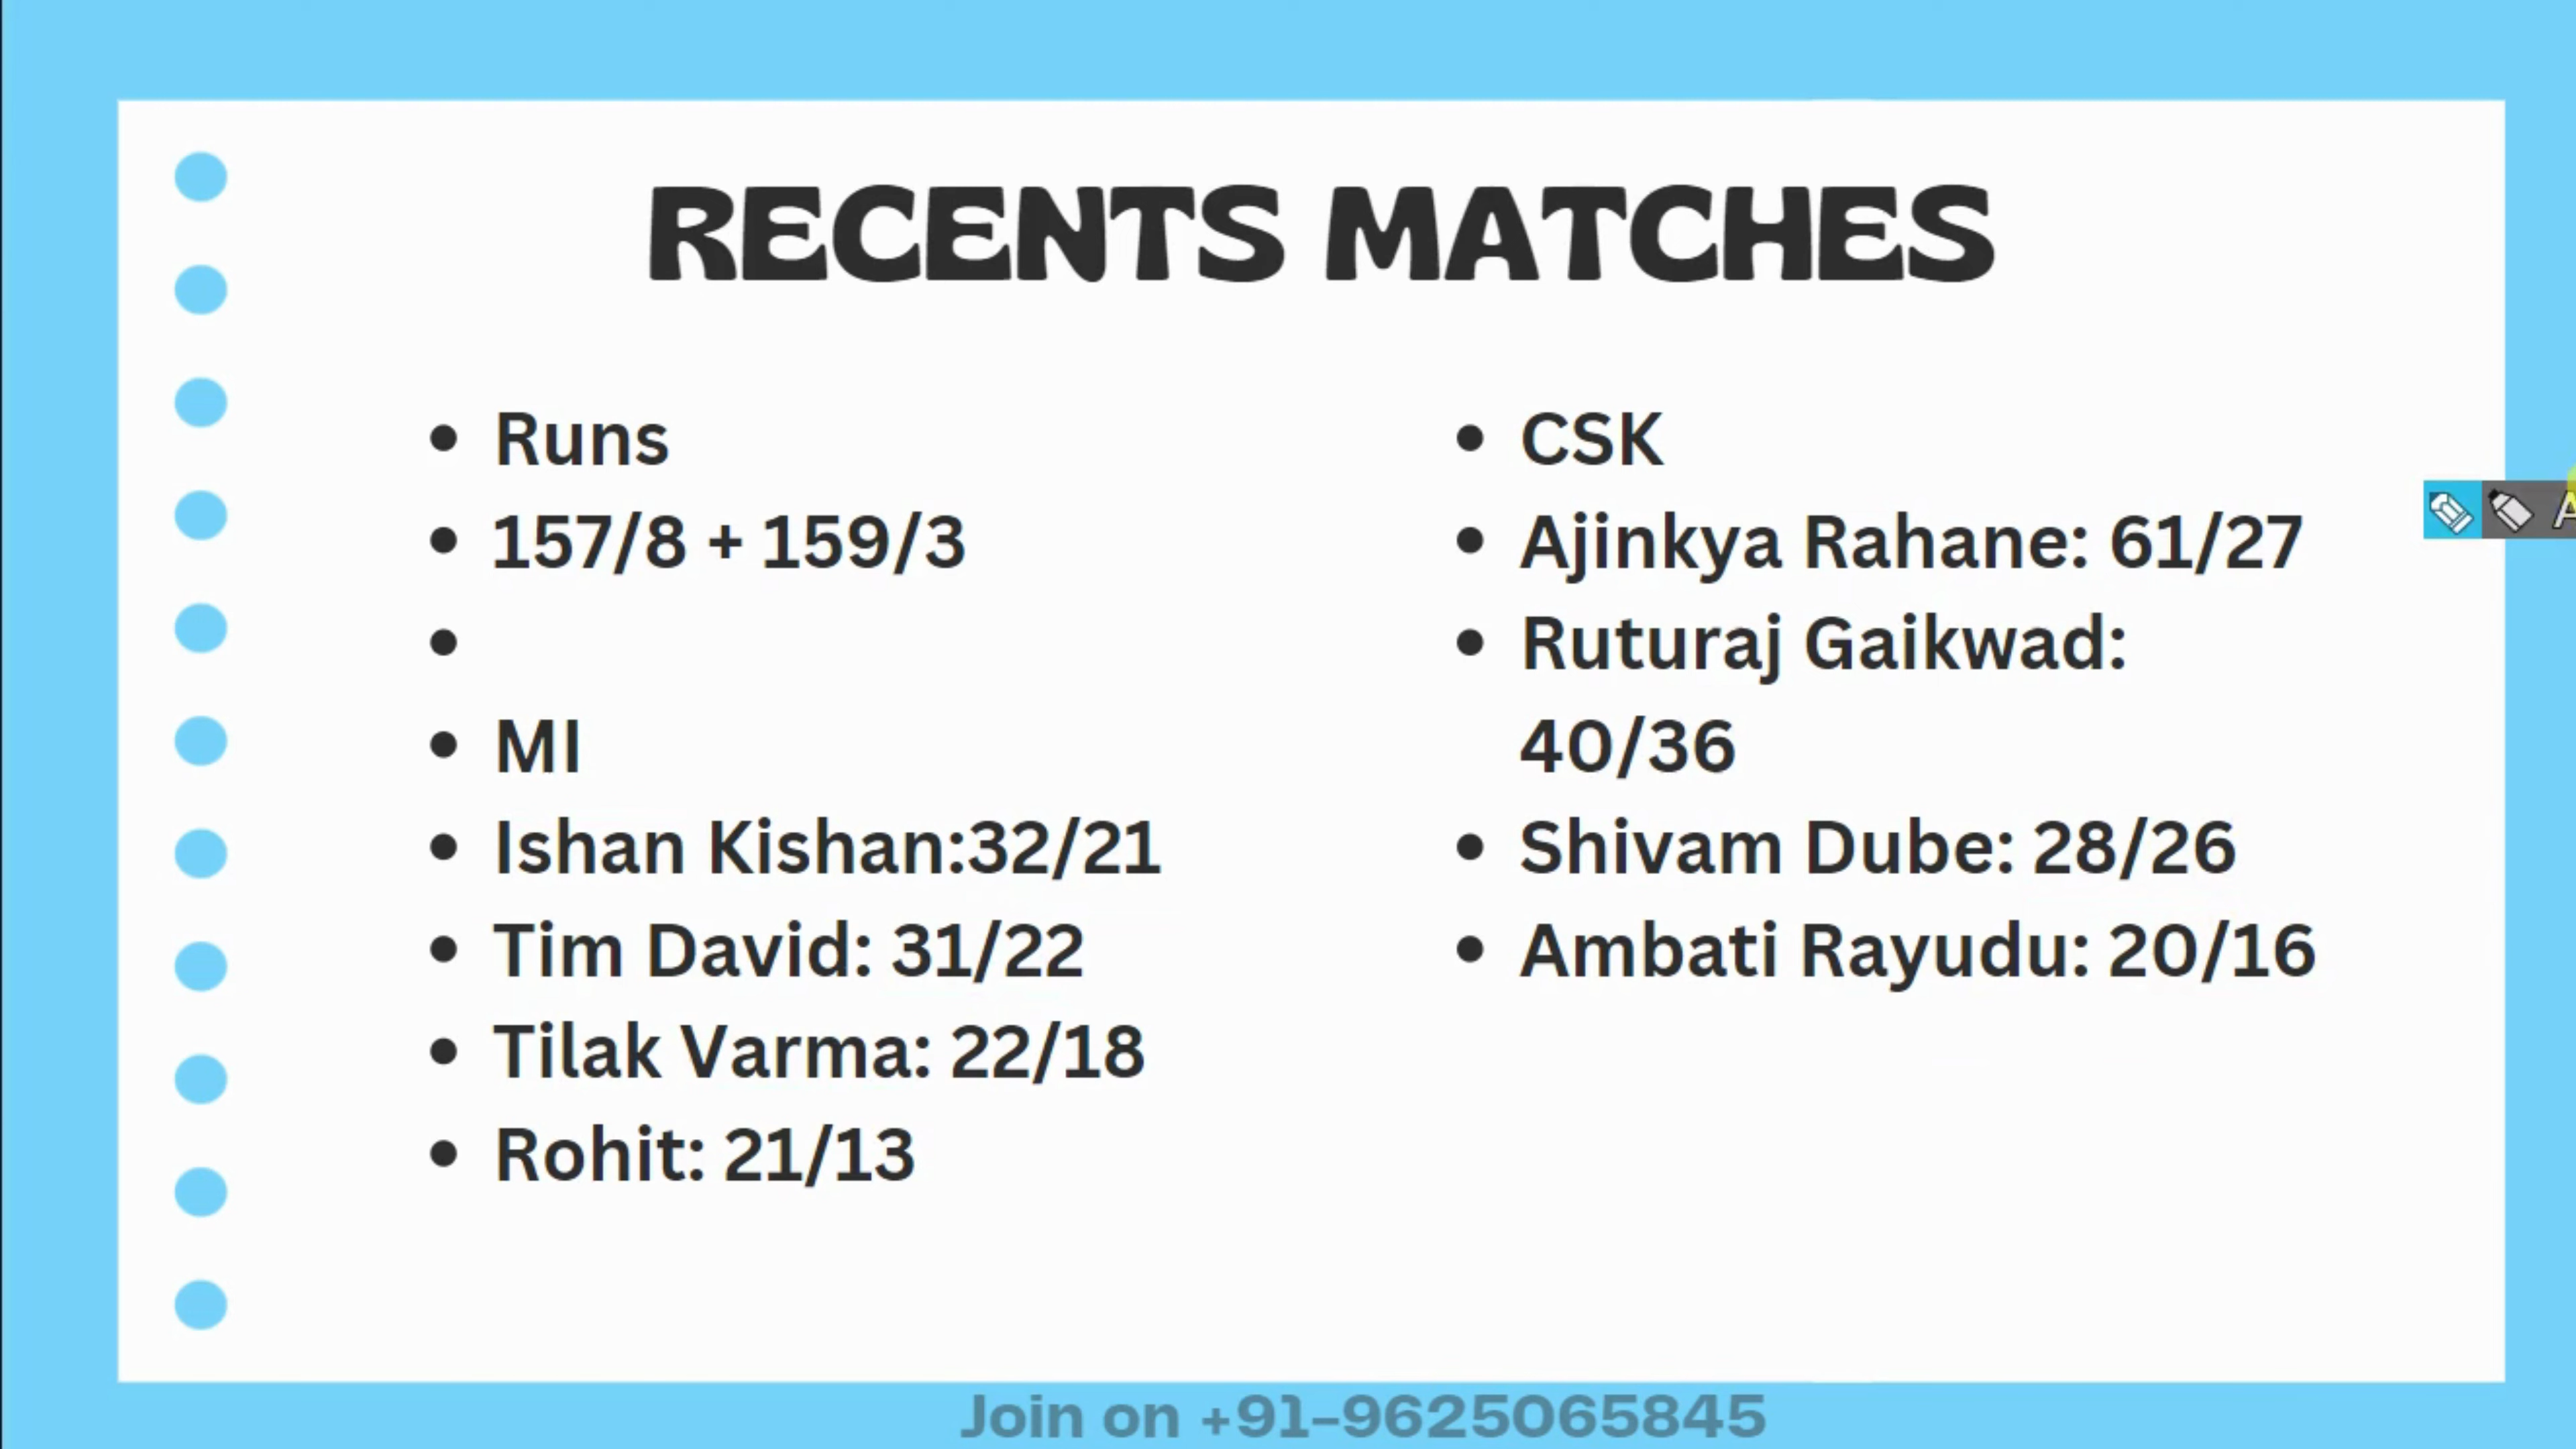 RECENTS MATCHES
• Runs
• 157/8 + 159/3
•
• MI
• Ishan Kishan:32/21
• Tim David: 31/22
• Tilak Varma: 22/18
• Rohit: 21/13
• CSK
• Ajinkya Rahane: 61/27
• Ruturaj Gaikwad:
40/36
• Shivam Dube: 28/26
• Ambati Rayudu: 20/16
A
Join on +91-9625065845